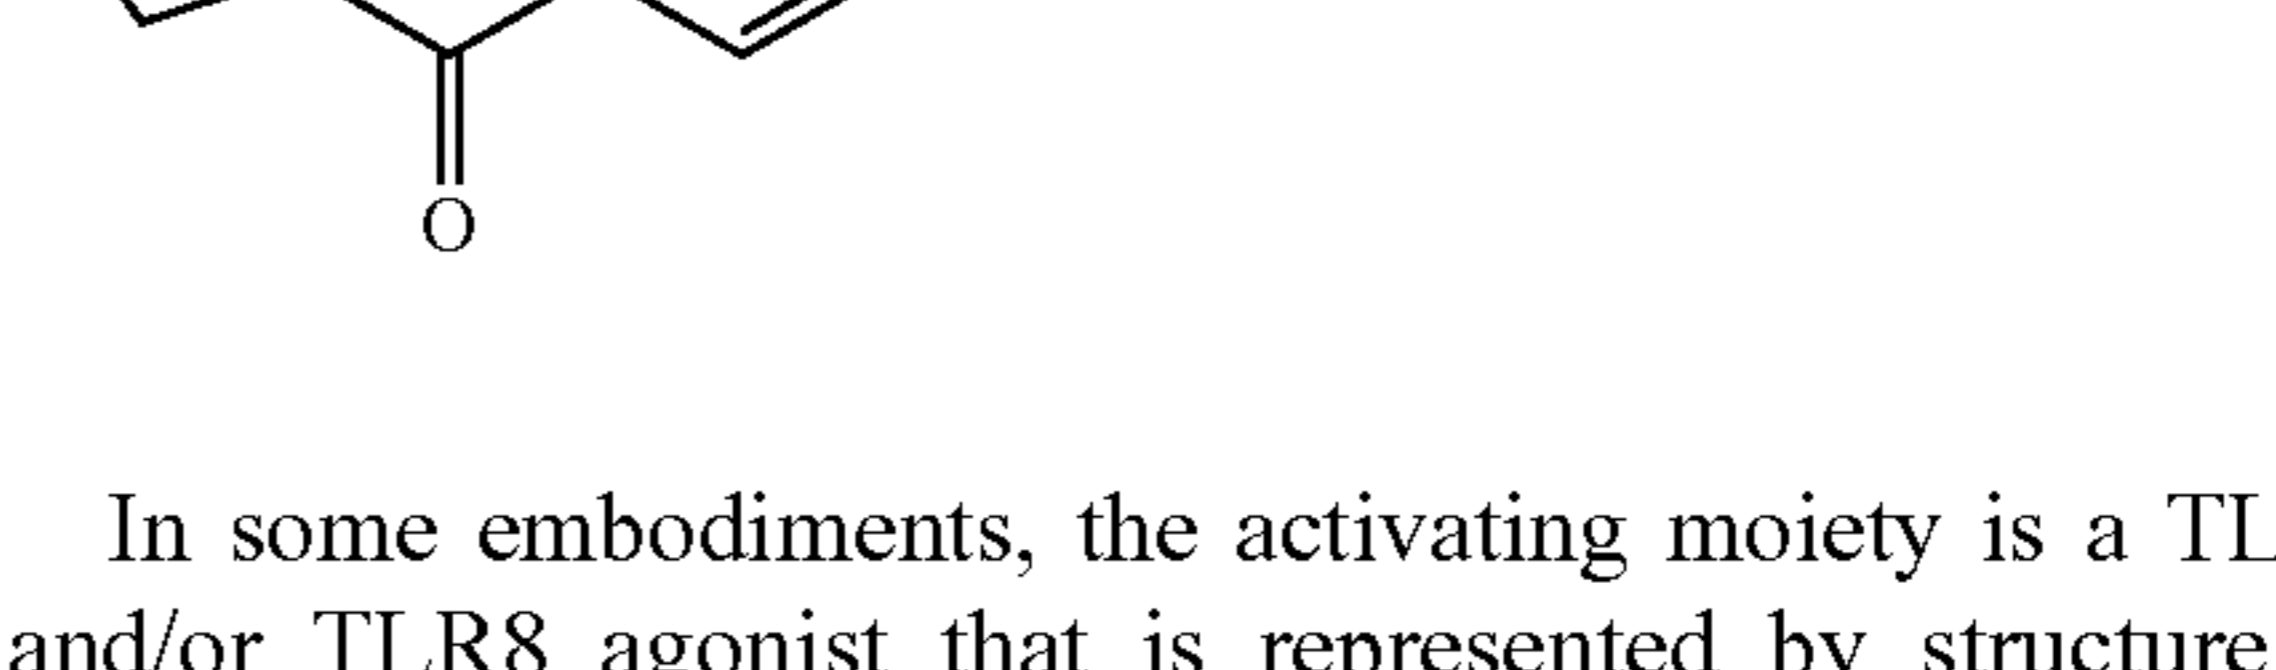 O
In some embodiments, the activating moiety is a TL
and/or TLR8 agonist that is represented by structure